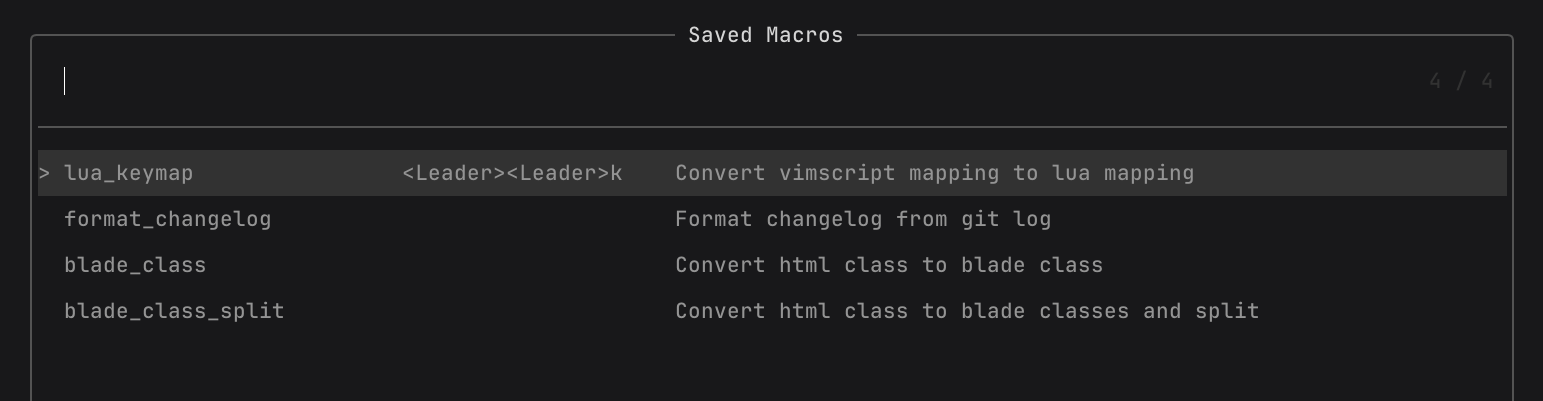 Saved Macros
4 / 4
> lua_keymap <Leader><Leader>k Convert vimscript mapping to lua mapping
format_changelog Format changelog from git log
blade_class Convert html class to blade class
blade_class_split Convert html class to blade classes and split